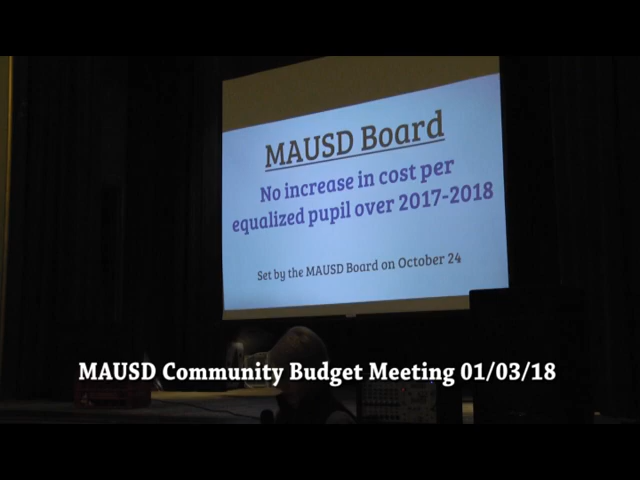 MAUSD Board
No increase in cost per
equalized pupil over 2017-2018
Set by the MAUSD Board on October 24
MAUSD Community Budget Meeting 01/03/18